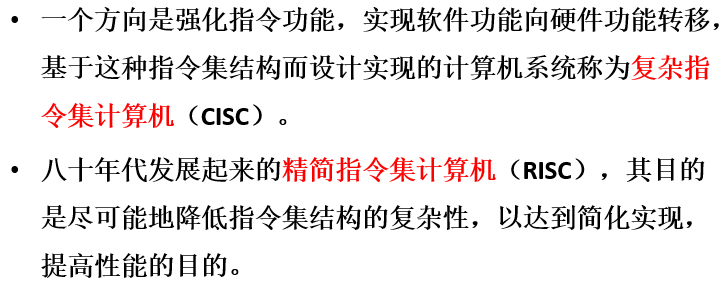 • 一个方向是强化指令功能，实现软件功能向硬件功能转移，
基于这种指令集结构而设计实现的计算机系统称为复杂指
令集计算机（CISC）。
• 八十年代发展起来的精简指令集计算机（RISC），其目的
是尽可能地降低指令集结构的复杂性，以达到简化实现，
提高性能的目的。